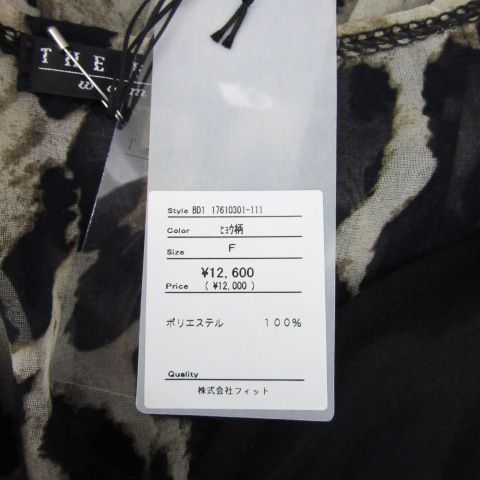 THE
Style BD1 17610301-111
Color ﾋｮｳ柄
Size F
¥12,600
Price (¥12,000)
ポリエステル 100%
Quality
株式会社フィット